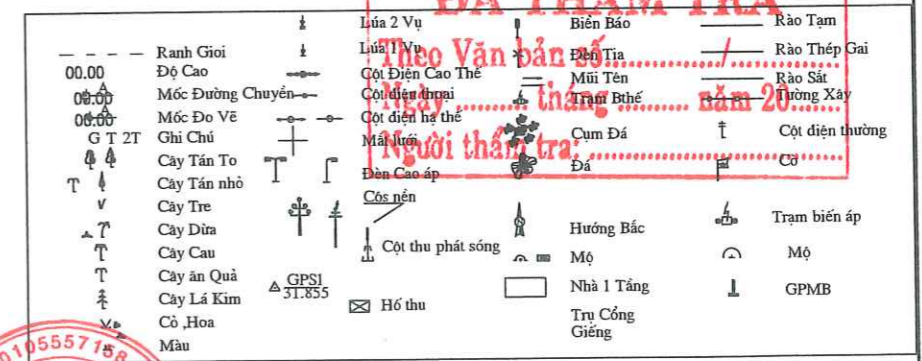 ĐÃ THẨM TRA
Theo Văn bản số............/............
Ngày.......... tháng .......... năm 20........
Người thẩm tra:
Ranh Gioi
00.00 Độ Cao
00.00 Mốc Đường Chuyền
00.00 Mốc Đo Vẽ
G T 2T Ghi Chú
Cây Tán To
Cây Tán nhỏ
Cây Tre
Cây Dừa
Cây Cau
Cây ăn Quả
Cây Lá Kim
Cỏ ,Hoa
Màu
Lúa 2 Vụ
Lúa 1 Vụ
Cột Điện Cao Thế
Cột điện thoại
Cột điện hạ thế
Mắt lưới
Đèn Cao áp
Cós nền
Cột thu phát sóng
GPS1
31.855
Hố thu
Biển Báo
Đèn Tia
Mũi Tên
Trạm Bthế
Cụm Đá
Đá
Hướng Bắc
Mộ
Nhà 1 Tầng
Trụ Cổng
Giếng
Rào Tạm
Rào Thép Gai
Rào Sắt
Tường Xây
Cột điện thường
Cờ
Trạm biến áp
Mộ
GPMB
0105557158